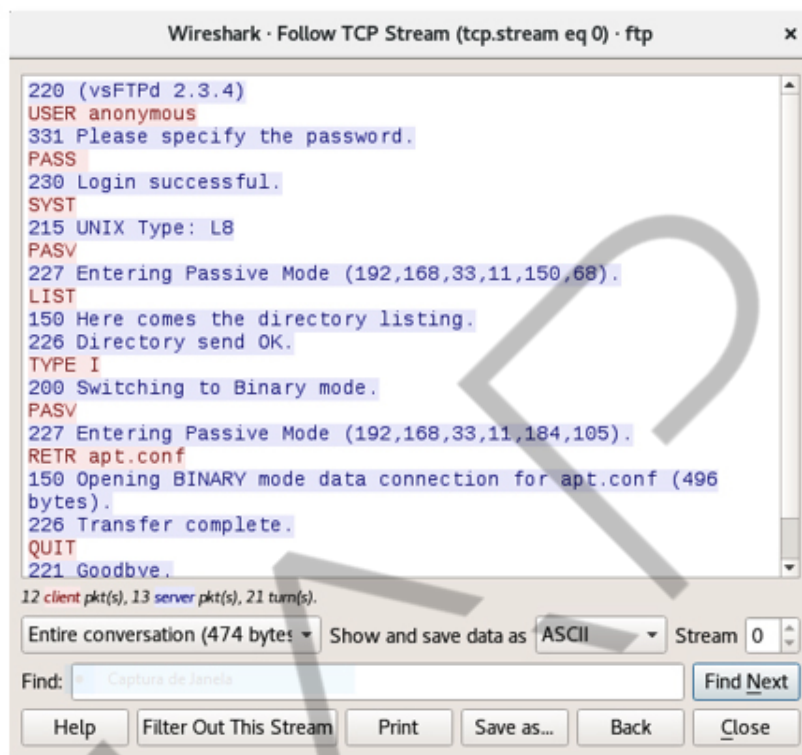 Wireshark · Follow TCP Stream (tcp.stream eq 0) · ftp ×
220 (vsFTPd 2.3.4)
USER anonymous
331 Please specify the password.
PASS
230 Login successful.
SYST
215 UNIX Type: L8
PASV
227 Entering Passive Mode (192,168,33,11,150,68).
LIST
150 Here comes the directory listing.
226 Directory send OK.
TYPE I
200 Switching to Binary mode.
PASV
227 Entering Passive Mode (192,168,33,11,184,105).
RETR apt.conf
150 Opening BINARY mode data connection for apt.conf (496
bytes).
226 Transfer complete.
QUIT
221 Goodbye.
12 client pkt(s), 13 server pkt(s), 21 turn(s).
Entire conversation (474 bytes Show and save data as ASCII Stream 0
Find: Captura de Janela Find Next
Help Filter Out This Stream Print Save as... Back Close